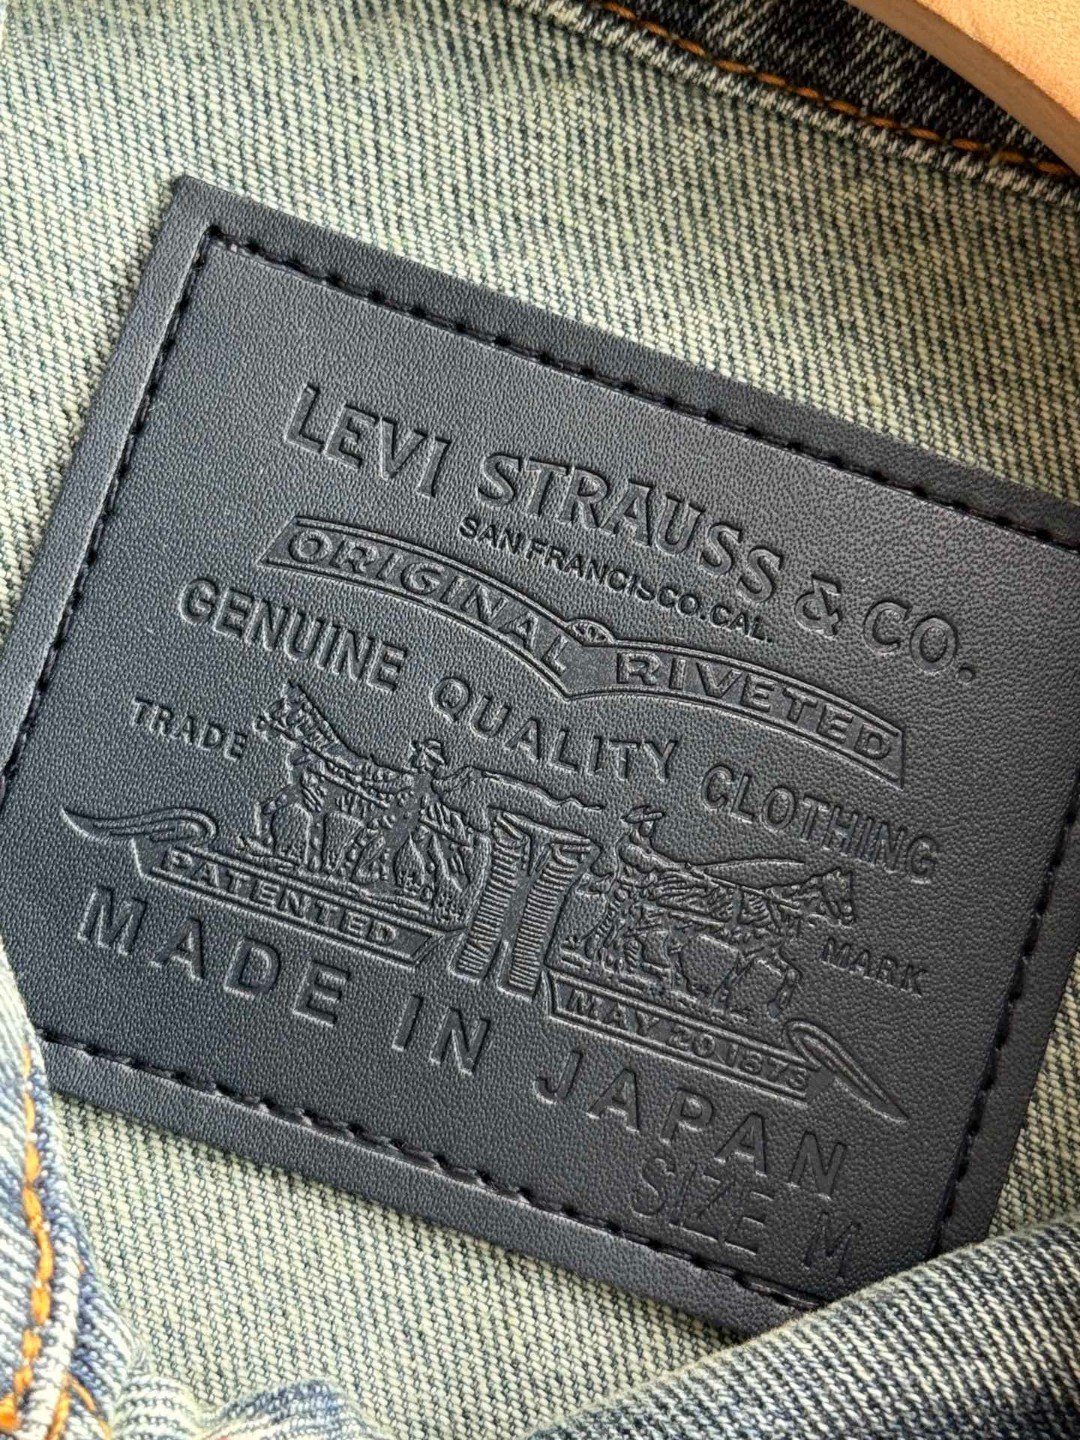 LEVI STRAUSS & CO.
SAN FRANCISCO. CAL.
ORIGINAL RIVETED
GENUINE QUALITY CLOTHING
TRADE MARK
PATENTED MAY 20 1873
MADE IN JAPAN
SIZE M